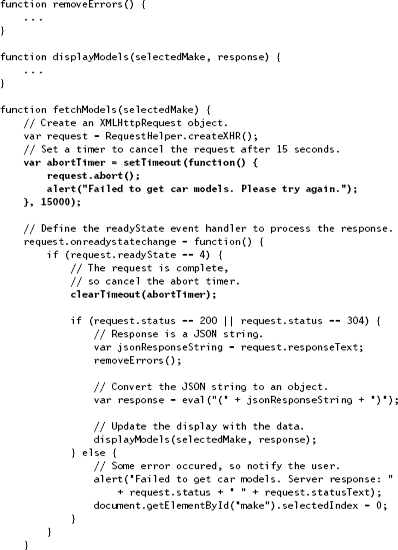 function removeErrors() {
    ...
}

function displayModels(selectedMake, response) {
    ...
}

function fetchModels(selectedMake) {
    // Create an XMLHttpRequest object.
    var request = RequestHelper.createXHR();
    // Set a timer to cancel the request after 15 seconds.
    var abortTimer = setTimeout(function() {
        request.abort();
        alert("Failed to get car models. Please try again.");
    }, 15000);

    // Define the readyState event handler to process the response.
    request.onreadystatechange = function() {
        if (request.readyState == 4) {
            // The request is complete,
            // so cancel the abort timer.
            clearTimeout(abortTimer);

            if (request.status == 200 || request.status == 304) {
                // Response is a JSON string.
                var jsonResponseString = request.responseText;
                removeErrors();

                // Convert the JSON string to an object.
                var response = eval("(" + jsonResponseString + ")");

                // Update the display with the data.
                displayModels(selectedMake, response);
            } else {
                // Some error occured, so notify the user.
                alert("Failed to get car models. Server response: "
                    + request.status + " " + request.statusText);
                document.getElementById("make").selectedIndex = 0;
            }
        }
    }